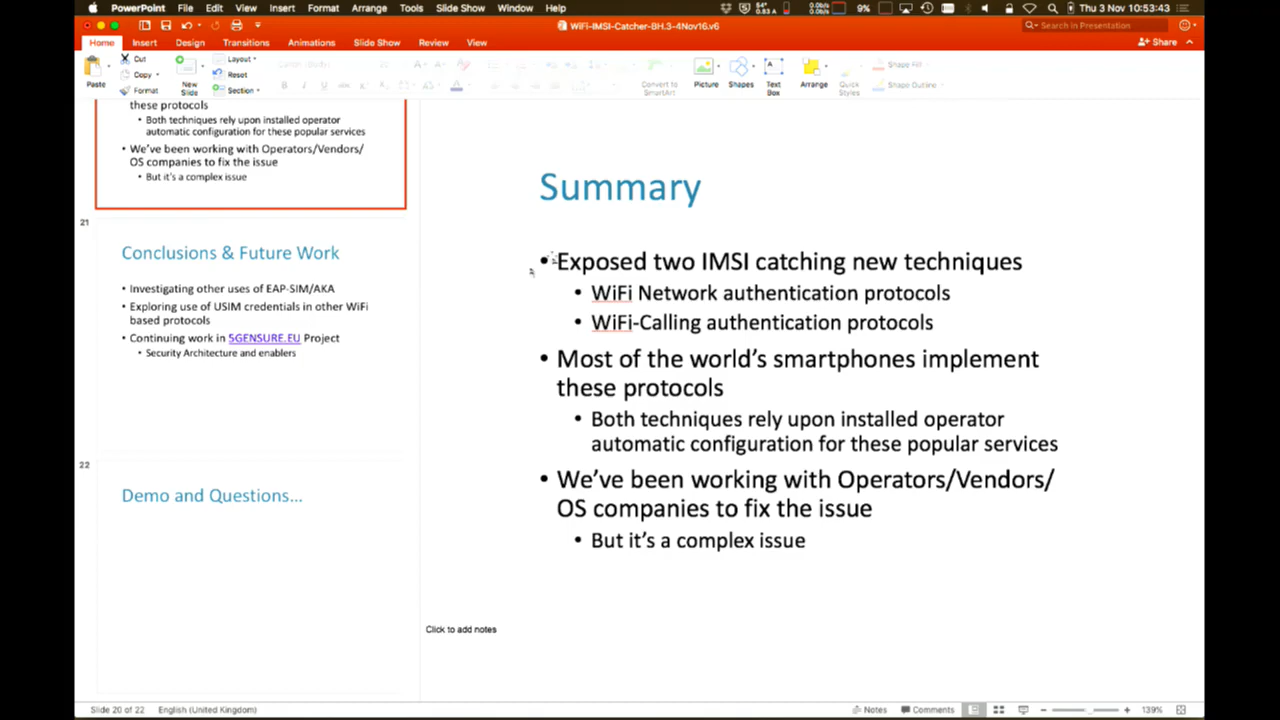 PowerPoint File Edit View Insert Format Arrange Tools Slide Show Window Help 9% Thu 3 Nov 10:53:43
WiFi-IMSI-Catcher-BH.3-4Nov16.v6
Search in Presentation
Home Insert Design Transitions Animations Slide Show Review View
Share
Paste
Cut
Copy
Format
New Slide
Layout
Reset
Section
Convert to SmartArt
Picture
Shapes
Text Box
Arrange
Quick Styles
Shape Fill
Shape Outline
these protocols
• Both techniques rely upon installed operator
automatic configuration for these popular services
• We've been working with Operators/Vendors/
OS companies to fix the issue
• But it's a complex issue
21
Conclusions & Future Work
• Investigating other uses of EAP-SIM/AKA
• Exploring use of USIM credentials in other WiFi
based protocols
• Continuing work in 5GENSURE.EU Project
• Security Architecture and enablers
22
Demo and Questions...
Summary
• Exposed two IMSI catching new techniques
• WiFi Network authentication protocols
• WiFi-Calling authentication protocols
• Most of the world's smartphones implement
these protocols
• Both techniques rely upon installed operator
automatic configuration for these popular services
• We've been working with Operators/Vendors/
OS companies to fix the issue
• But it's a complex issue
Click to add notes
Slide 20 of 22 English (United Kingdom)
Notes Comments 139%